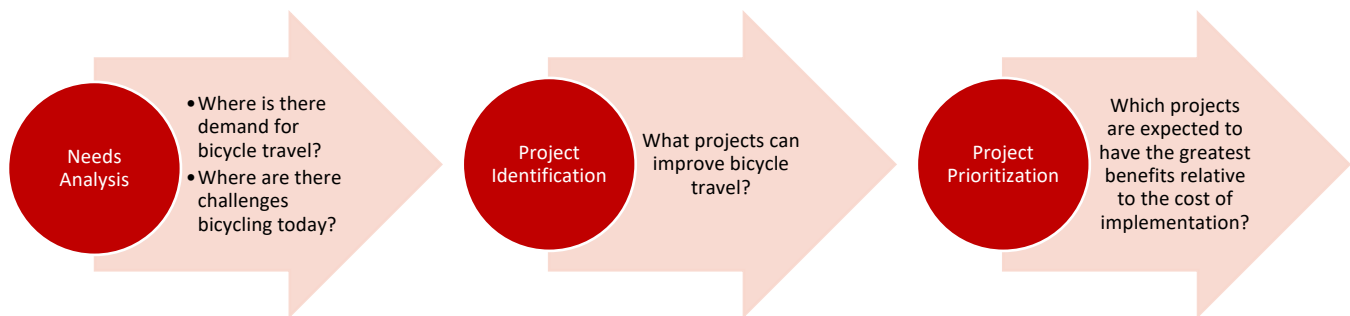 Needs
Analysis
•Where is there
demand for
bicycle travel?
•Where are there
challenges
bicycling today?
Project
Identification
What projects can
improve bicycle
travel?
Project
Prioritization
Which projects
are expected to
have the greatest
benefits relative
to the cost of
implementation?